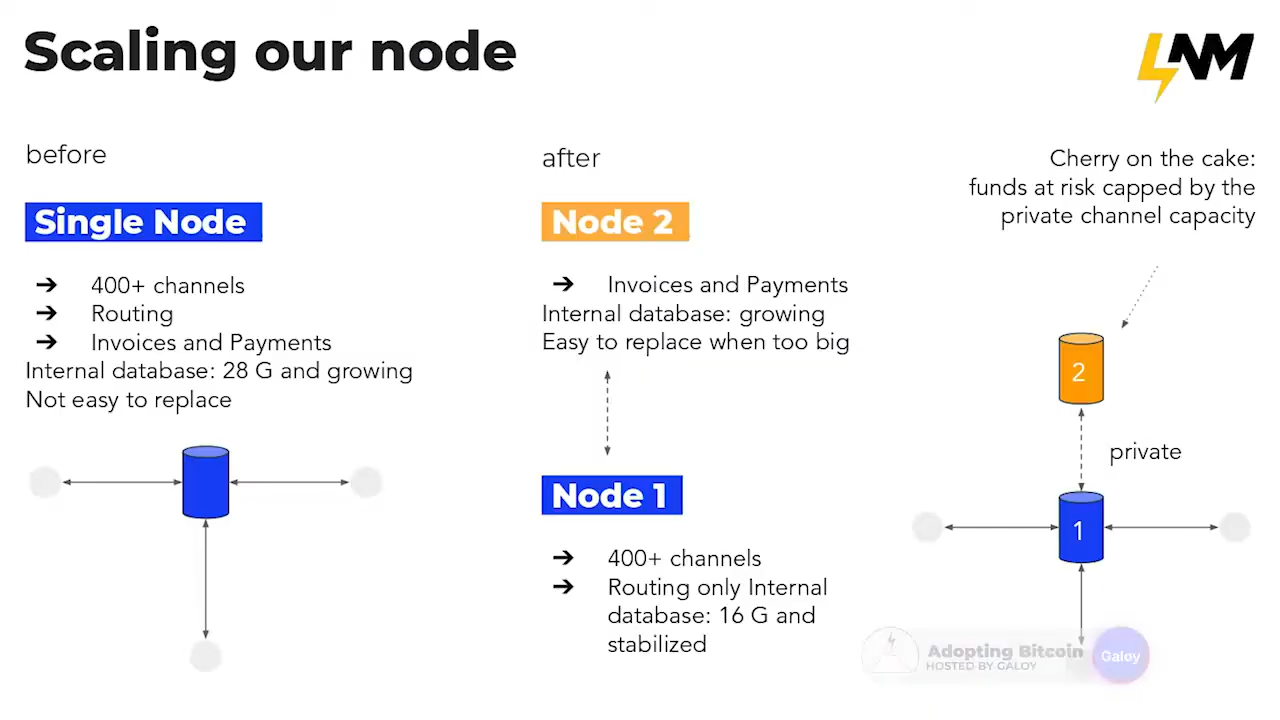 Scaling our node
LNM
before
Single Node
➔ 400+ channels
➔ Routing
➔ Invoices and Payments
Internal database: 28 G and growing
Not easy to replace
after
Node 2
➔ Invoices and Payments
Internal database: growing
Easy to replace when too big
Node 1
➔ 400+ channels
➔ Routing only Internal
database: 16 G and
stabilized
Cherry on the cake:
funds at risk capped by the
private channel capacity
2
private
1
Adopting Bitcoin
HOSTED BY GALOY
Galoy